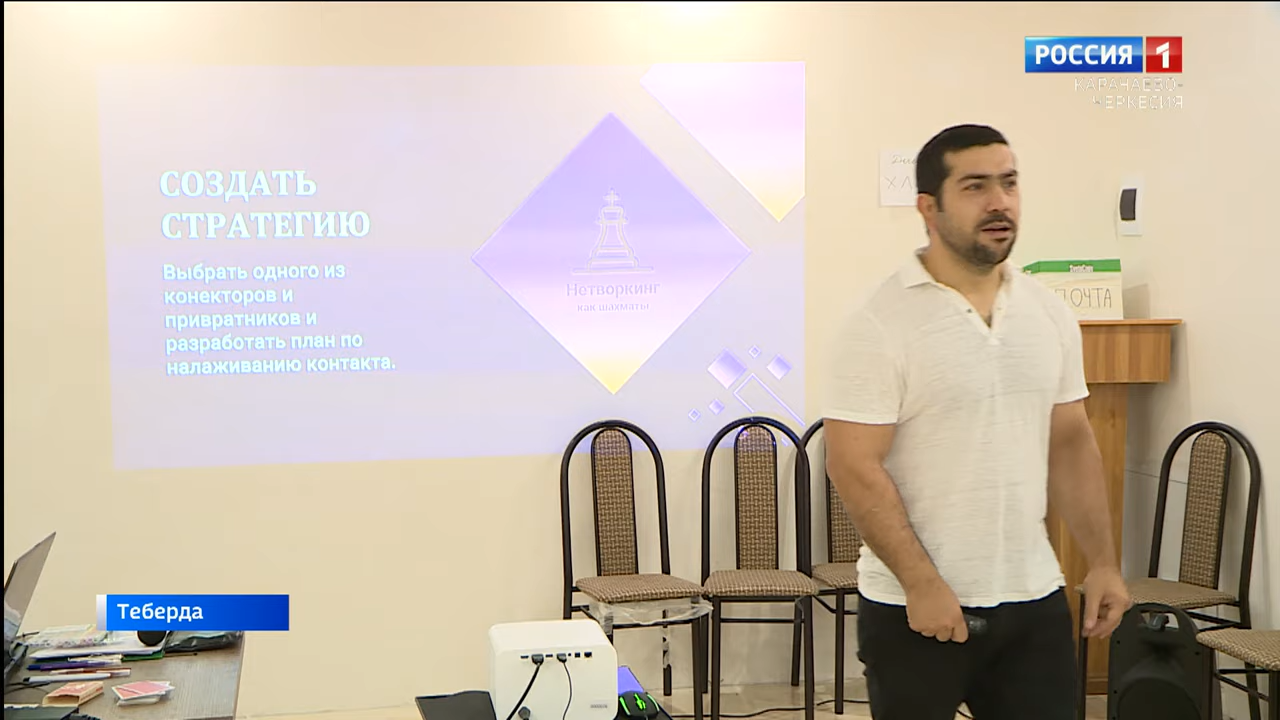 РОССИЯ 1
КАРАЧАЕВО-
ЧЕРКЕСИЯ
СОЗДАТЬ
СТРАТЕГИЮ
Выбрать одного из
конекторов и
привратников и
разработать план по
налаживанию контакта.
Нетворкинг
как шахматы
ПОЧТА
Теберда